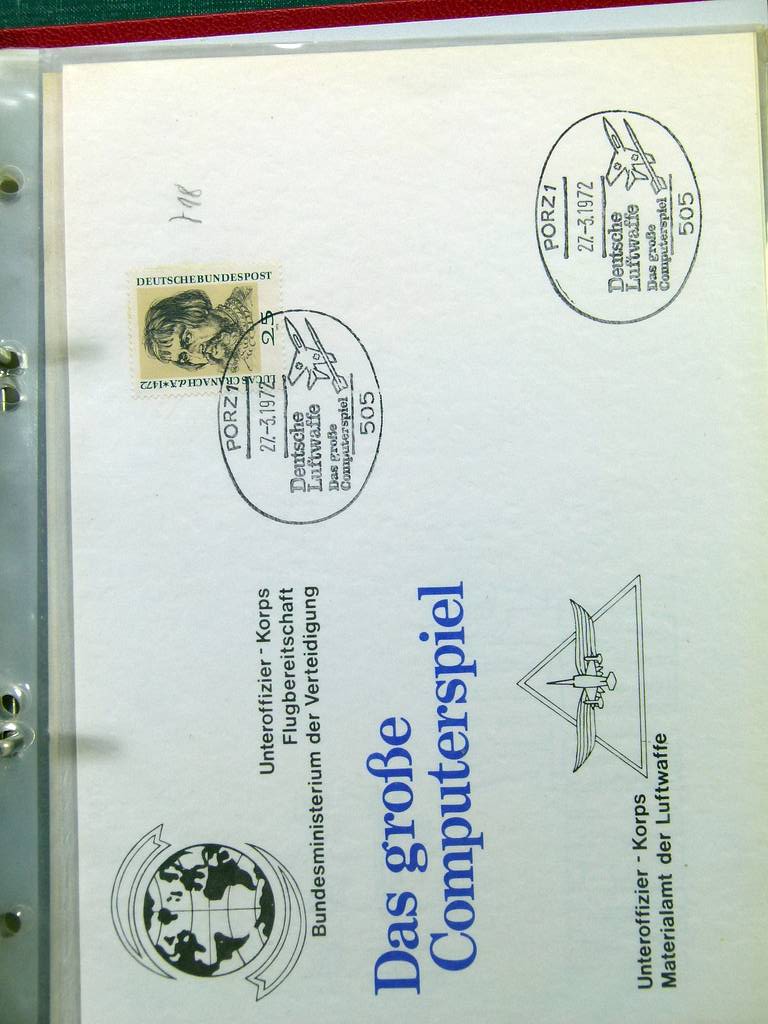 718
DEUTSCHE BUNDESPOST
25
CRANACH d.Ä.*1472
PORZ 1
27.-3.1972
Deutsche
Luftwaffe
Das große
Computerspiel
505
PORZ 1
27.-3.1972
Deutsche
Luftwaffe
Das große
Computerspiel
505
Unteroffizier - Korps
Flugbereitschaft
Bundesministerium der Verteidigung
Das große
Computerspiel
Unteroffizier - Korps
Materialamt der Luftwaffe